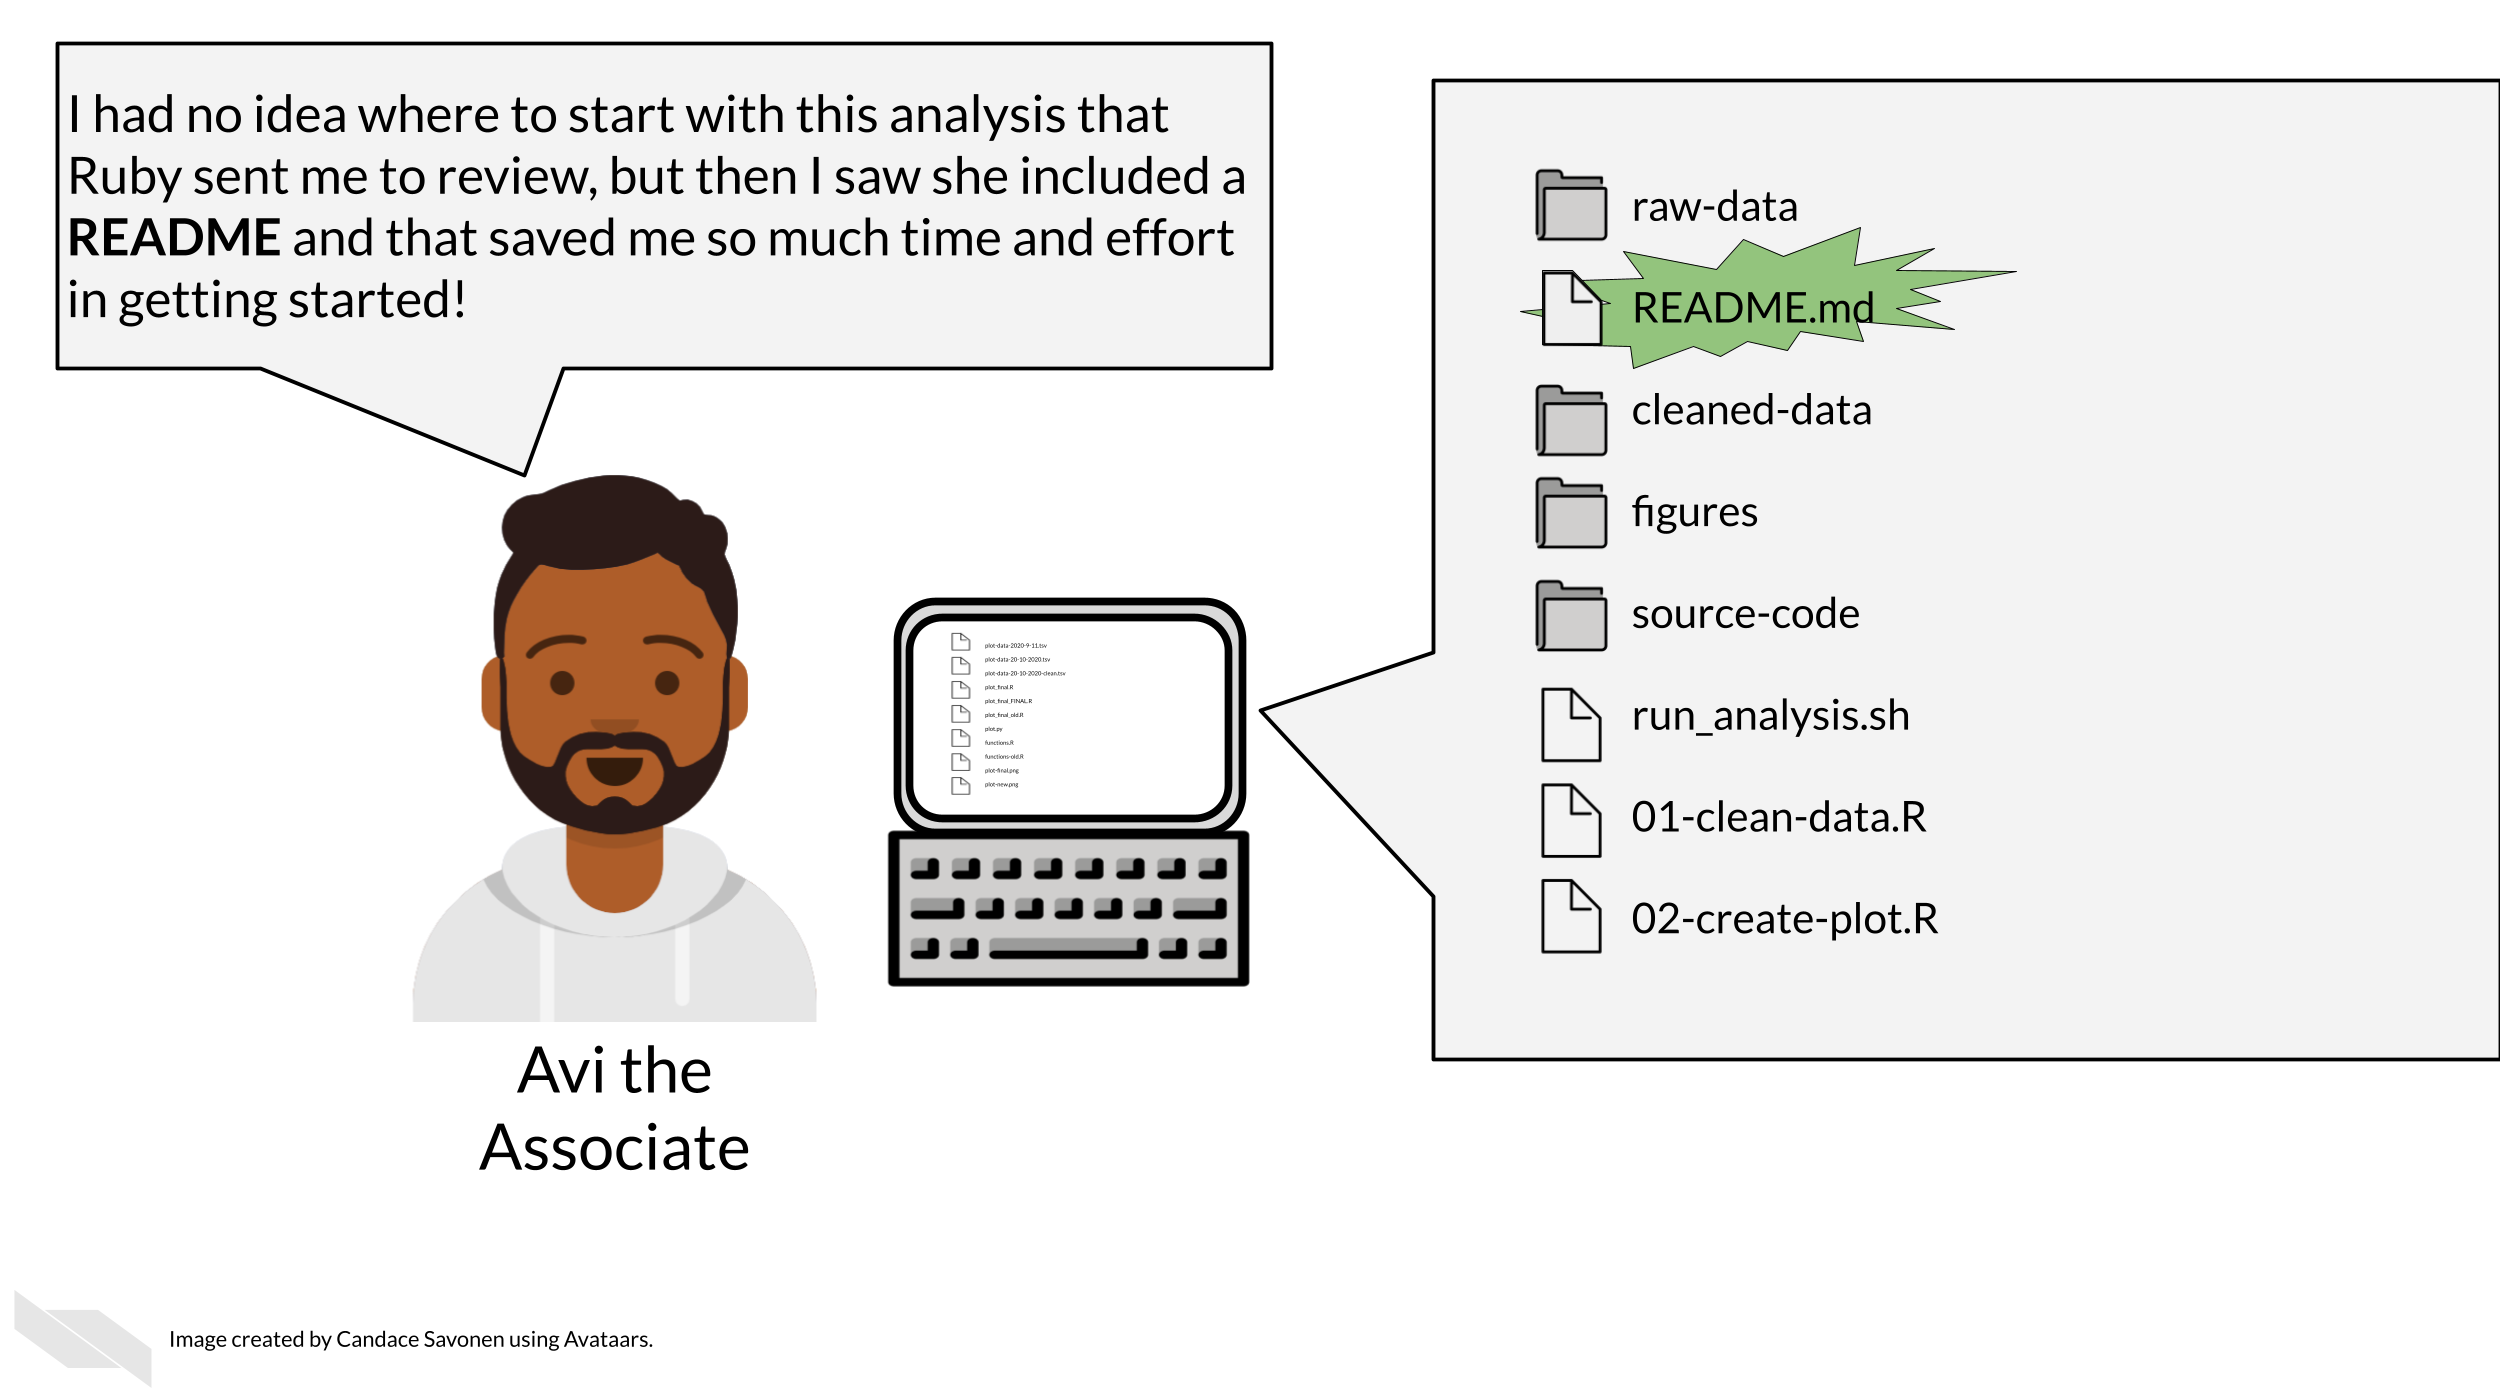 I had no idea where to start with this analysis that
Ruby sent me to review, but then I saw she included a
README and that saved me so much time and effort
in getting started!
raw-data
README.md
cleaned-data
figures
source-code
run_analysis.sh
01-clean-data.R
02-create-plot.R
plot-data-2020-9-11.tsv
plot-data-20-10-2020.tsv
plot-data-20-10-2020-clean.tsv
plot_final.R
plot_final_FINAL.R
plot_final_old.R
plot.py
functions.R
functions-old.R
plot-final.png
plot-new.png
Avi the
Associate
Image created by Candace Savonen using Avataars.